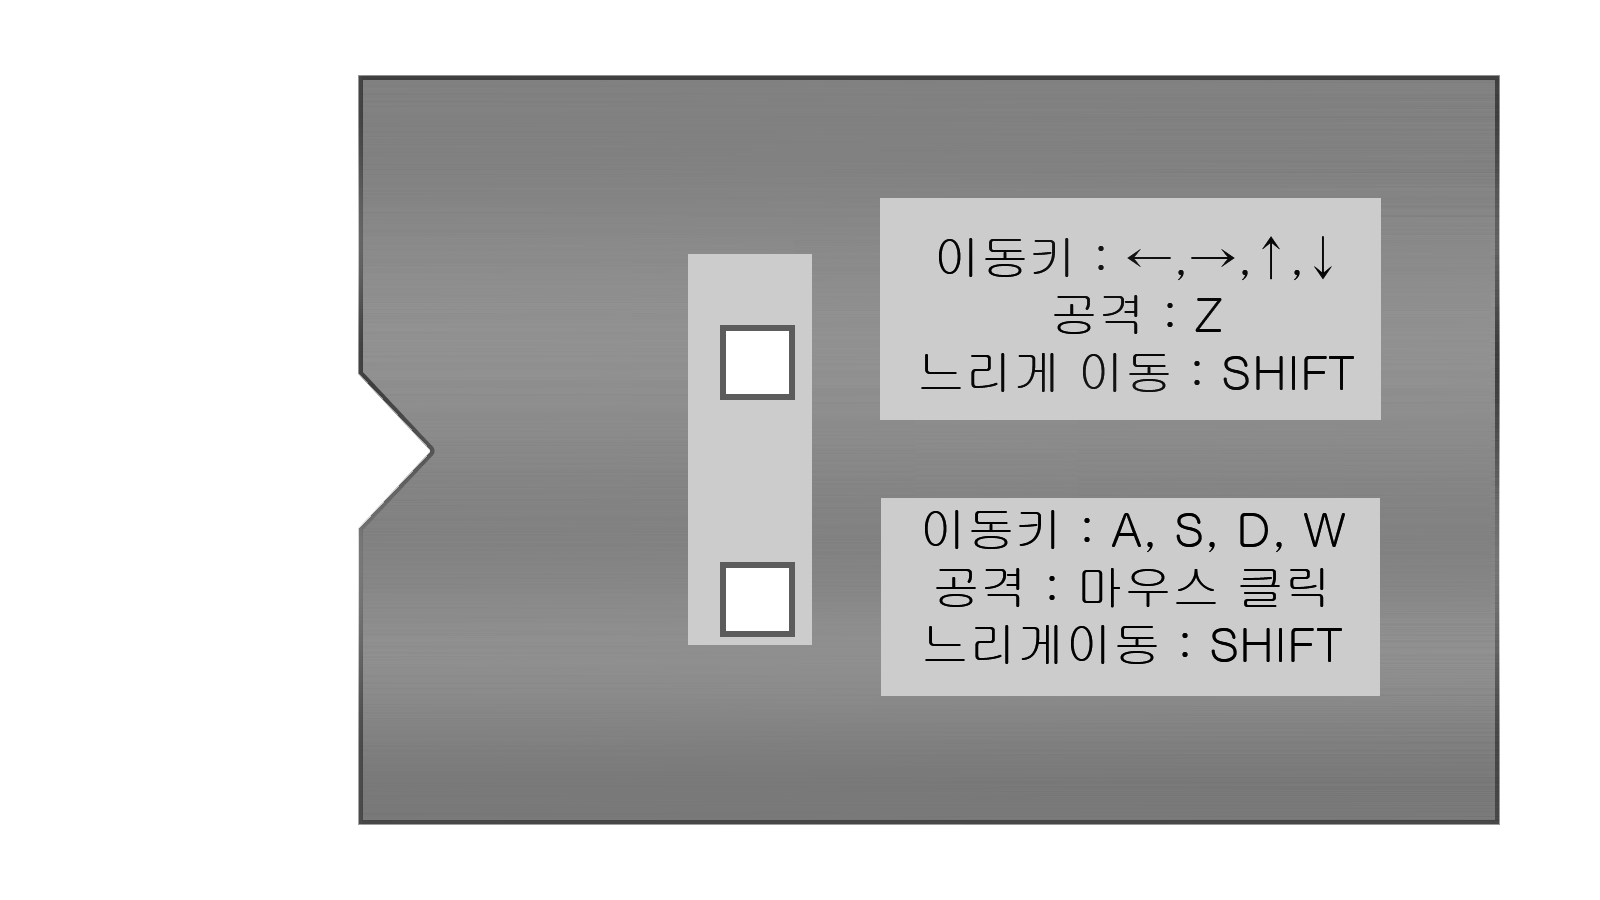 이동키 : ←,→,↑,↓
공격 : Z
느리게 이동 : SHIFT
이동키 : A, S, D, W
공격 : 마우스 클릭
느리게이동 : SHIFT